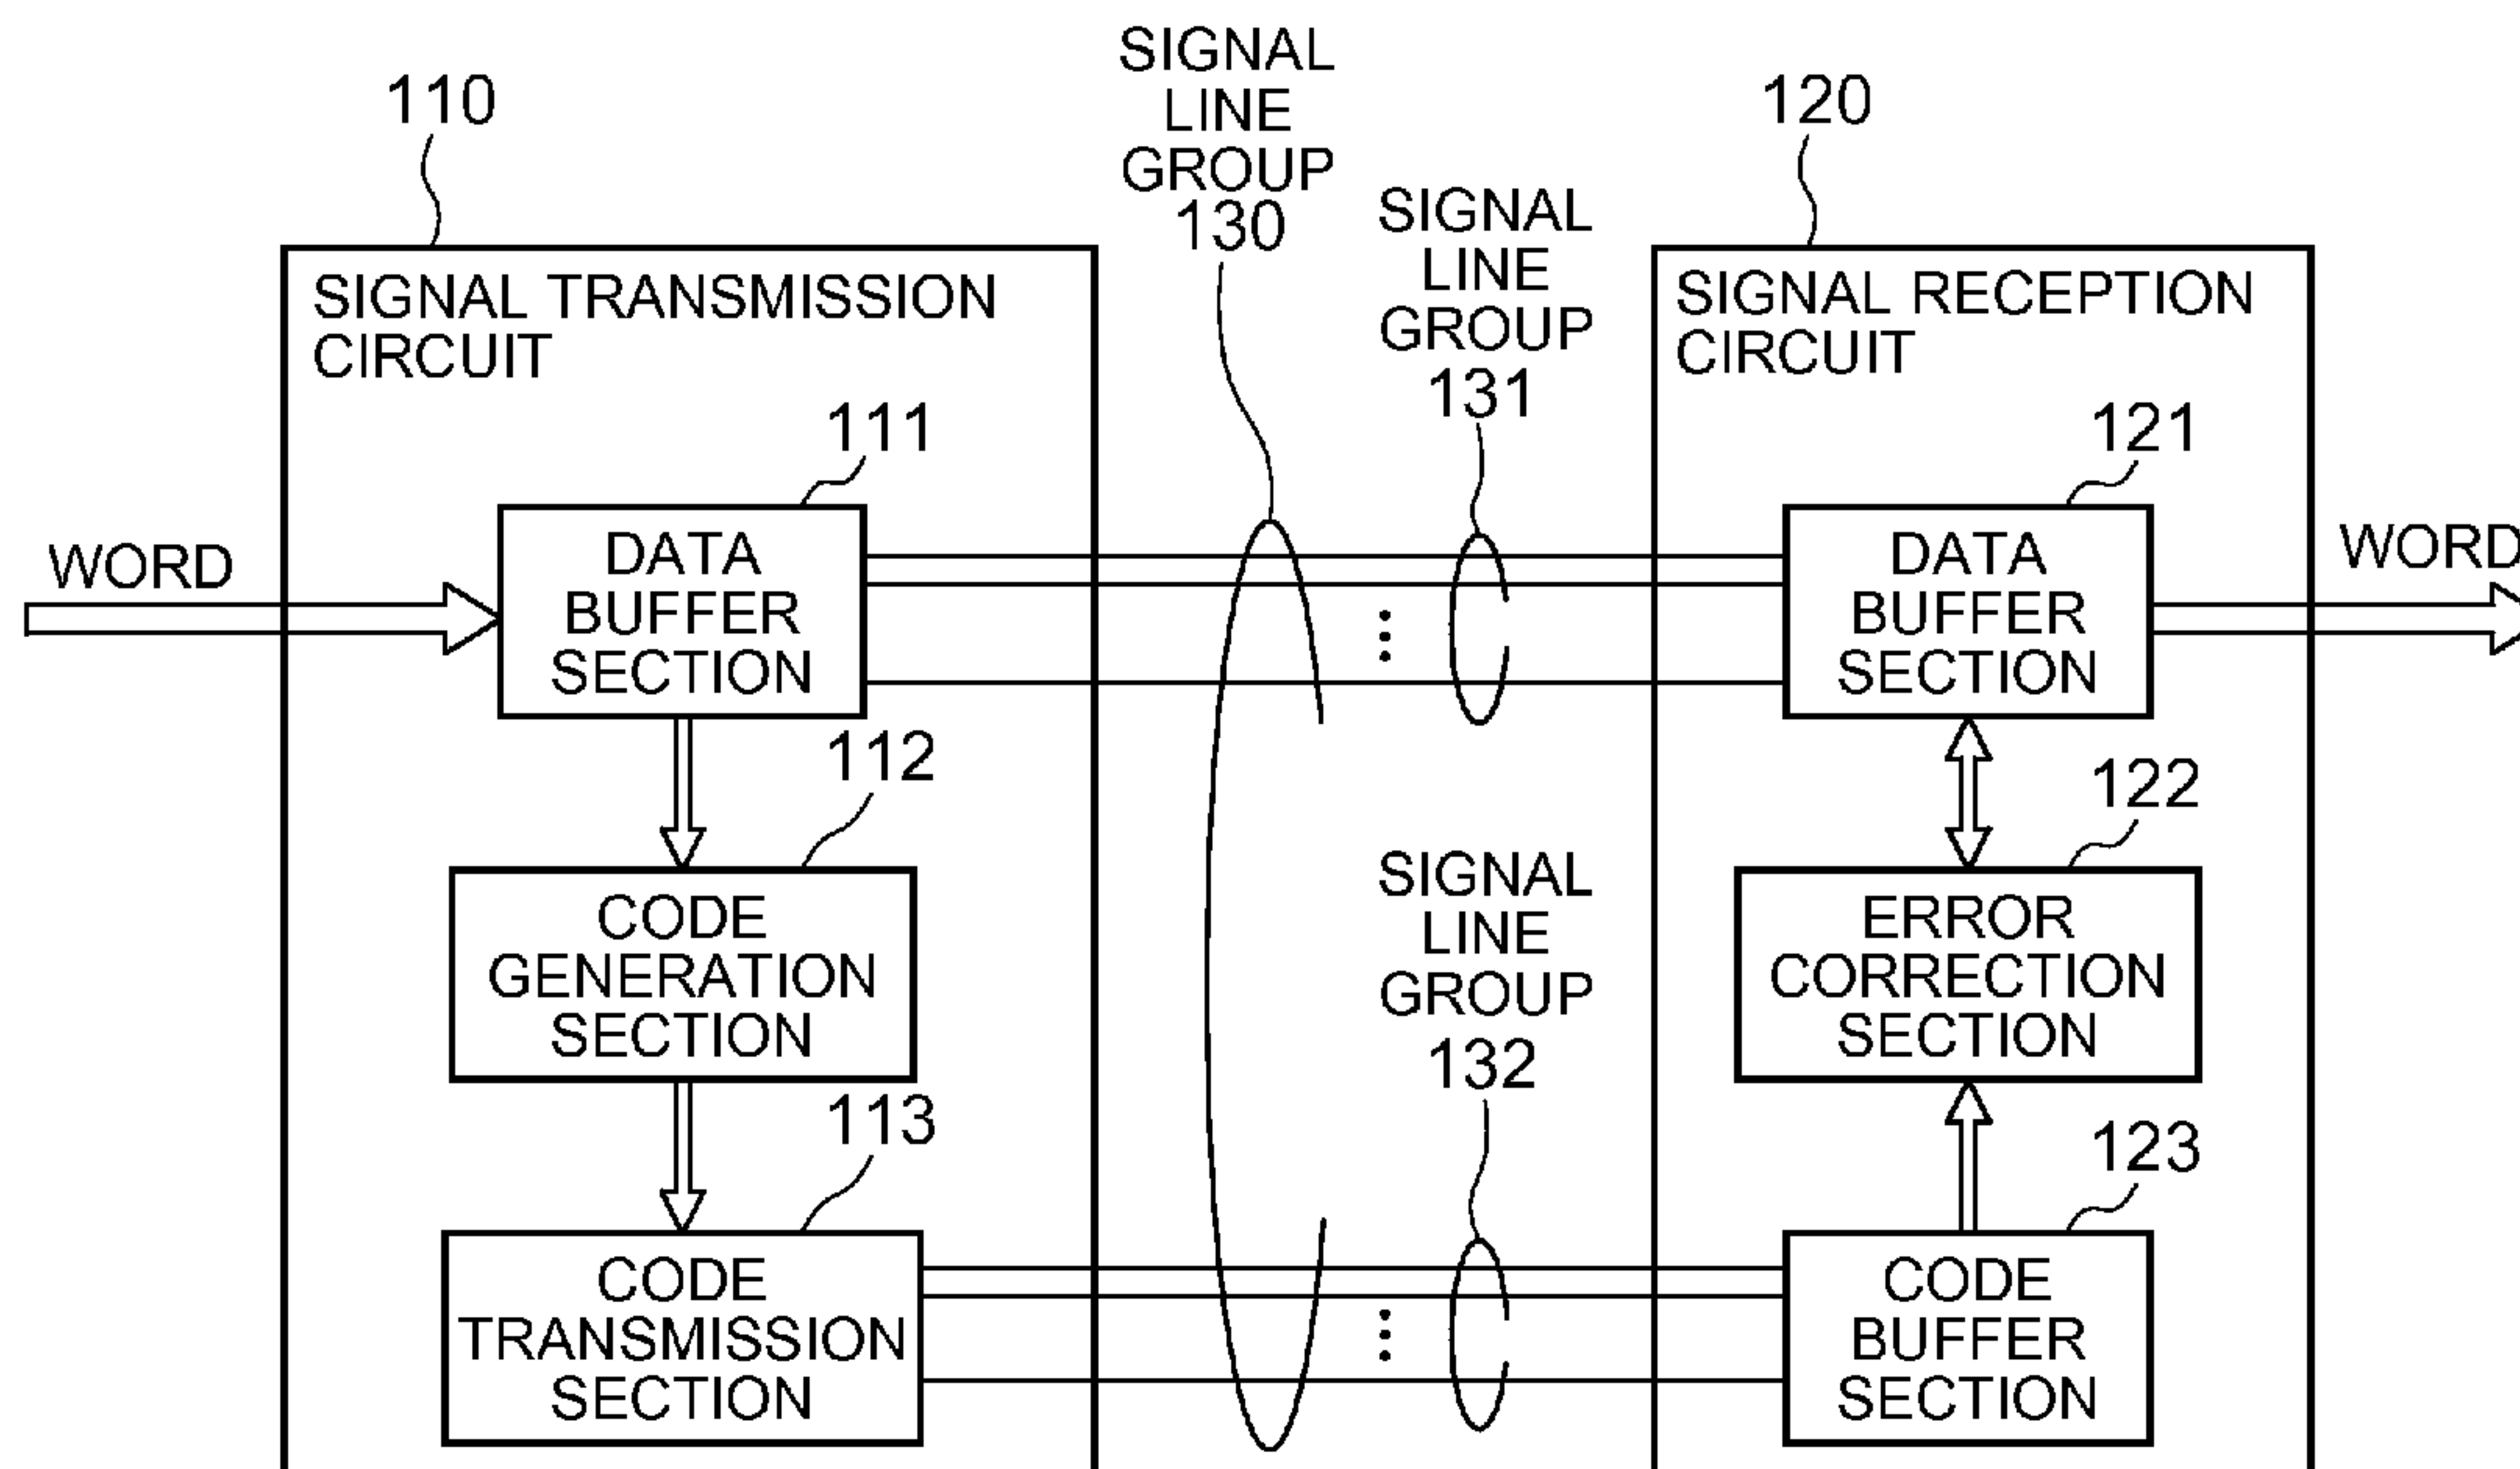 SIGNAL
LINE
GROUP
130
110
120
SIGNAL
LINE
GROUP
131
SIGNAL TRANSMISSION
CIRCUIT
SIGNAL RECEPTION
CIRCUIT
111
121
WORD
DATA
BUFFER
SECTION
DATA
BUFFER
SECTION
WORD
112
122
CODE
GENERATION
SECTION
SIGNAL
LINE
GROUP
132
ERROR
CORRECTION
SECTION
113
123
CODE
TRANSMISSION
SECTION
CODE
BUFFER
SECTION